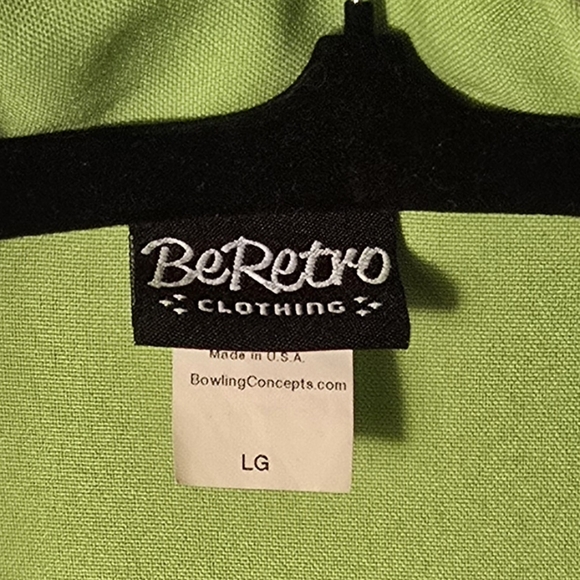 BeRetro
CLOTHING
Made in U.S.A.
BowlingConcepts.com
LG